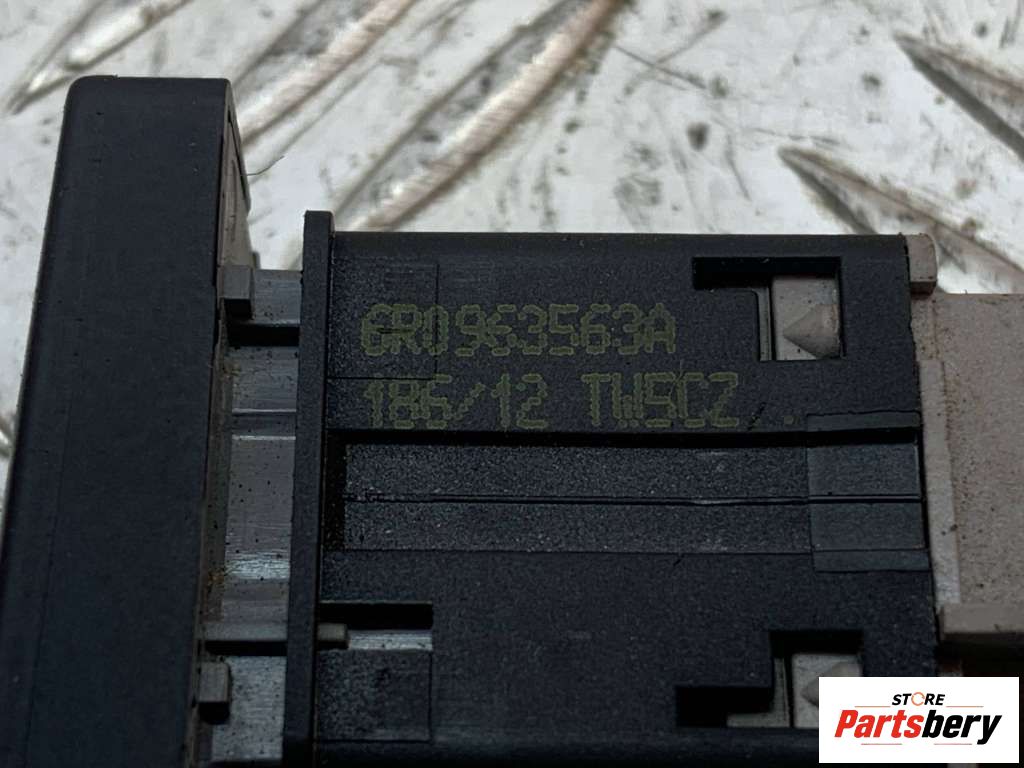 6R0963563A
186/12 TW5CZ ..
STORE
Partsbery